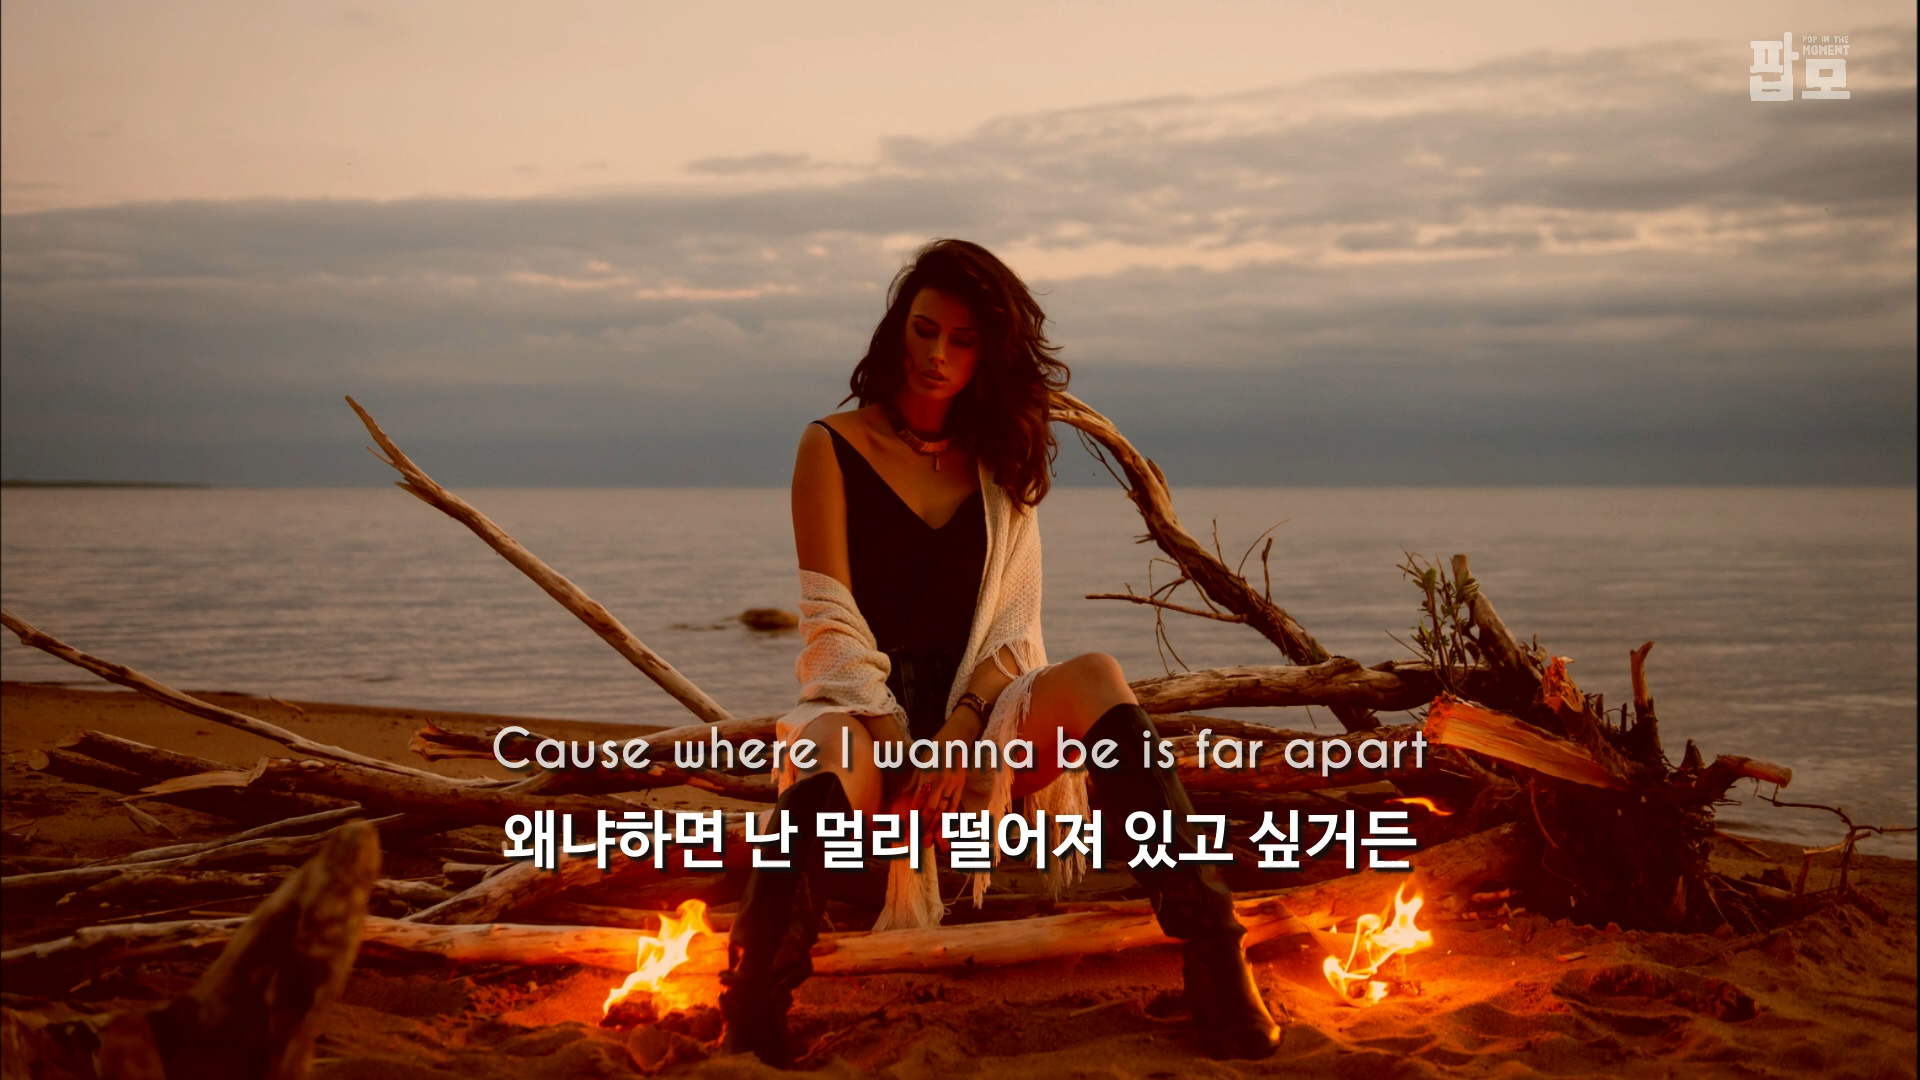 POP IN THE
MOMENT
팝모
Cause where I wanna be is far apart
왜냐하면 난 멀리 떨어져 있고 싶거든